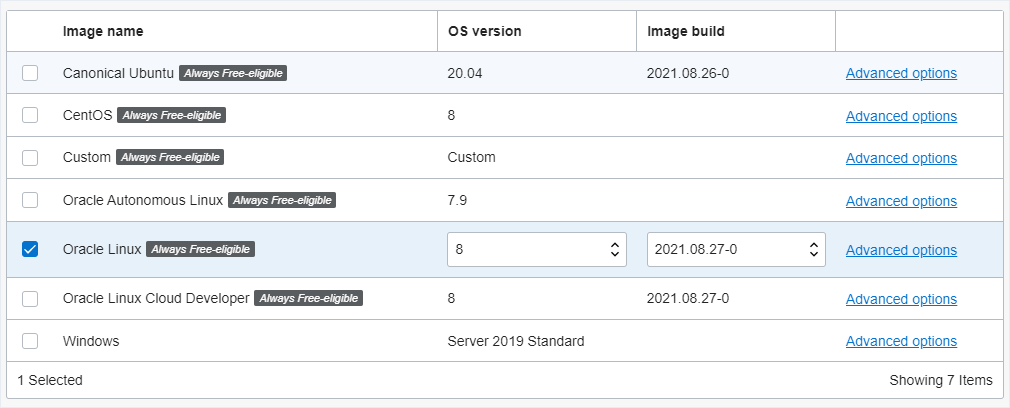 Image name OS version Image build
Canonical Ubuntu Always Free-eligible 20.04 2021.08.26-0 Advanced options
CentOS Always Free-eligible 8 Advanced options
Custom Always Free-eligible Custom Advanced options
Oracle Autonomous Linux Always Free-eligible 7.9 Advanced options
Oracle Linux Always Free-eligible 8 2021.08.27-0 Advanced options
Oracle Linux Cloud Developer Always Free-eligible 8 2021.08.27-0 Advanced options
Windows Server 2019 Standard Advanced options
1 Selected Showing 7 Items